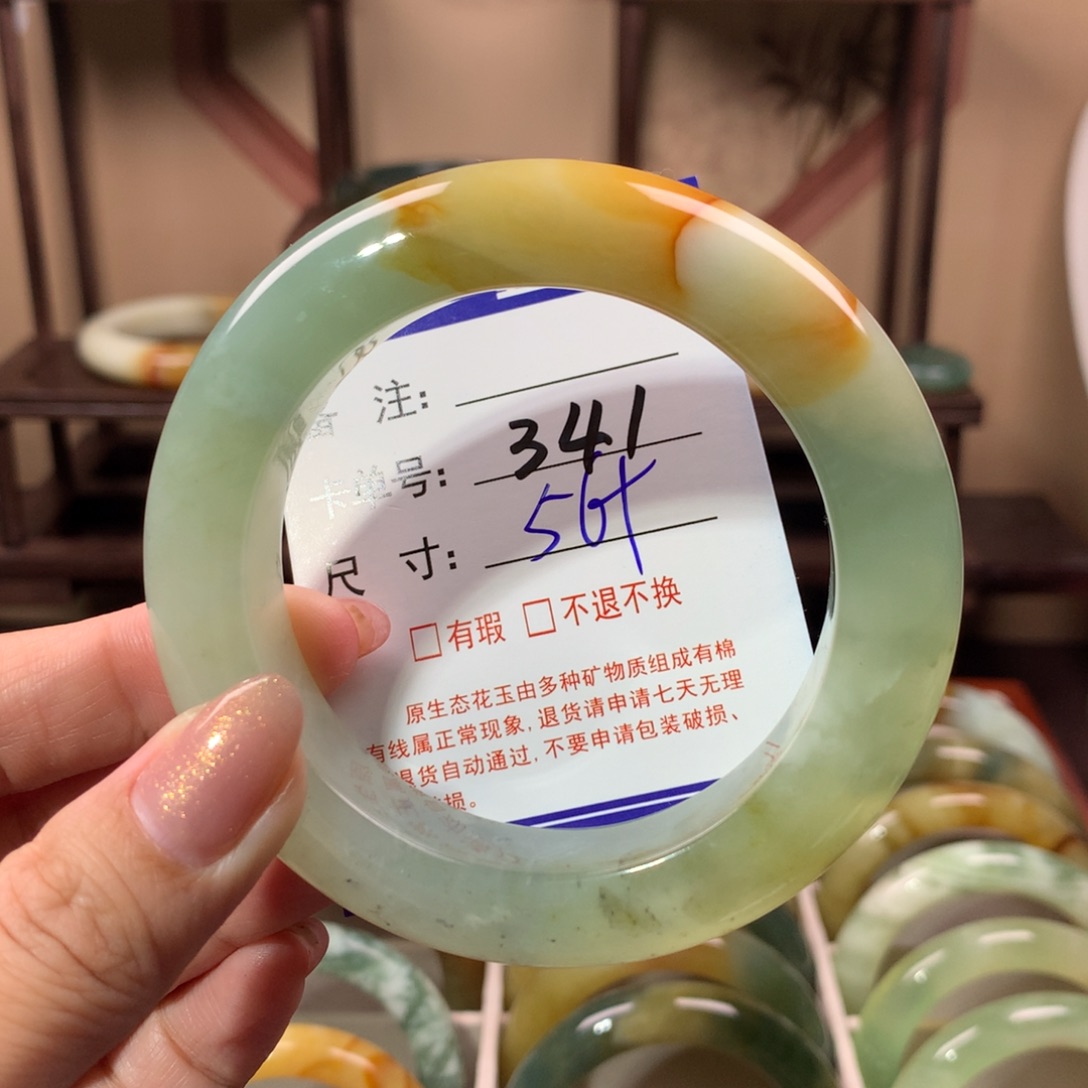 注:
卡单号: 341
尺 寸: 56+
□有瑕 □不退不换
原生态花玉由多种矿物质组成有棉
有线属正常现象, 退货请申请七天无理
退货自动通过, 不要申请包装破损、
损。